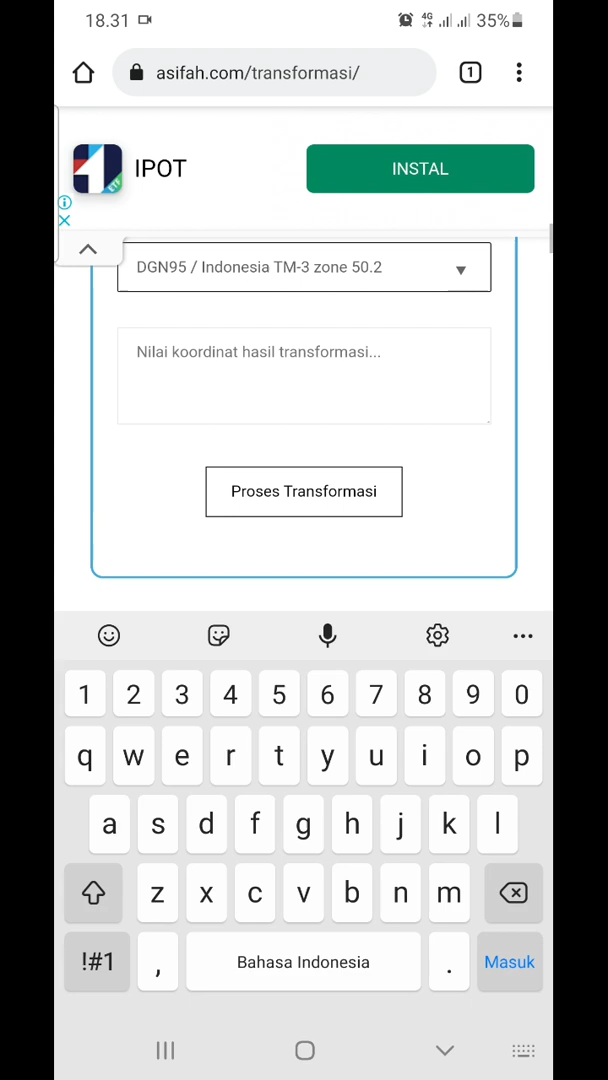 18.31
4G
35%
asifah.com/transformasi/
1
IPOT
INSTAL
DGN95 / Indonesia TM-3 zone 50.2
Nilai koordinat hasil transformasi...
Proses Transformasi
1 2 3 4 5 6 7 8 9 0
q w e r t y u i o p
a s d f g h j k l
z x c v b n m
!#1 , Bahasa Indonesia . Masuk